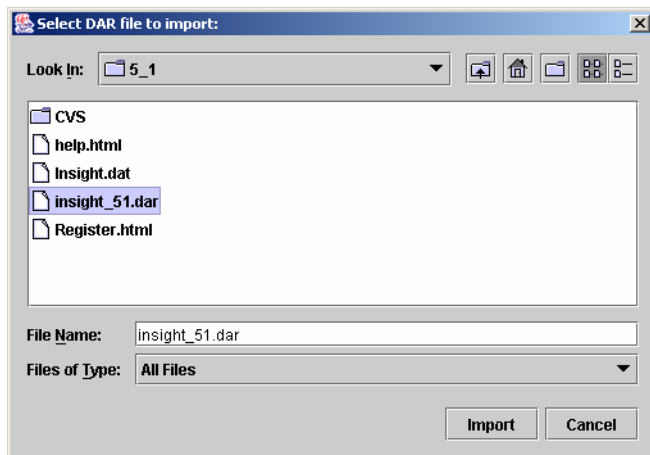 Select DAR file to import:
Look In: 5_1
CVS
help.html
Insight.dat
insight_51.dar
Register.html
File Name: insight_51.dar
Files of Type: All Files
Import Cancel